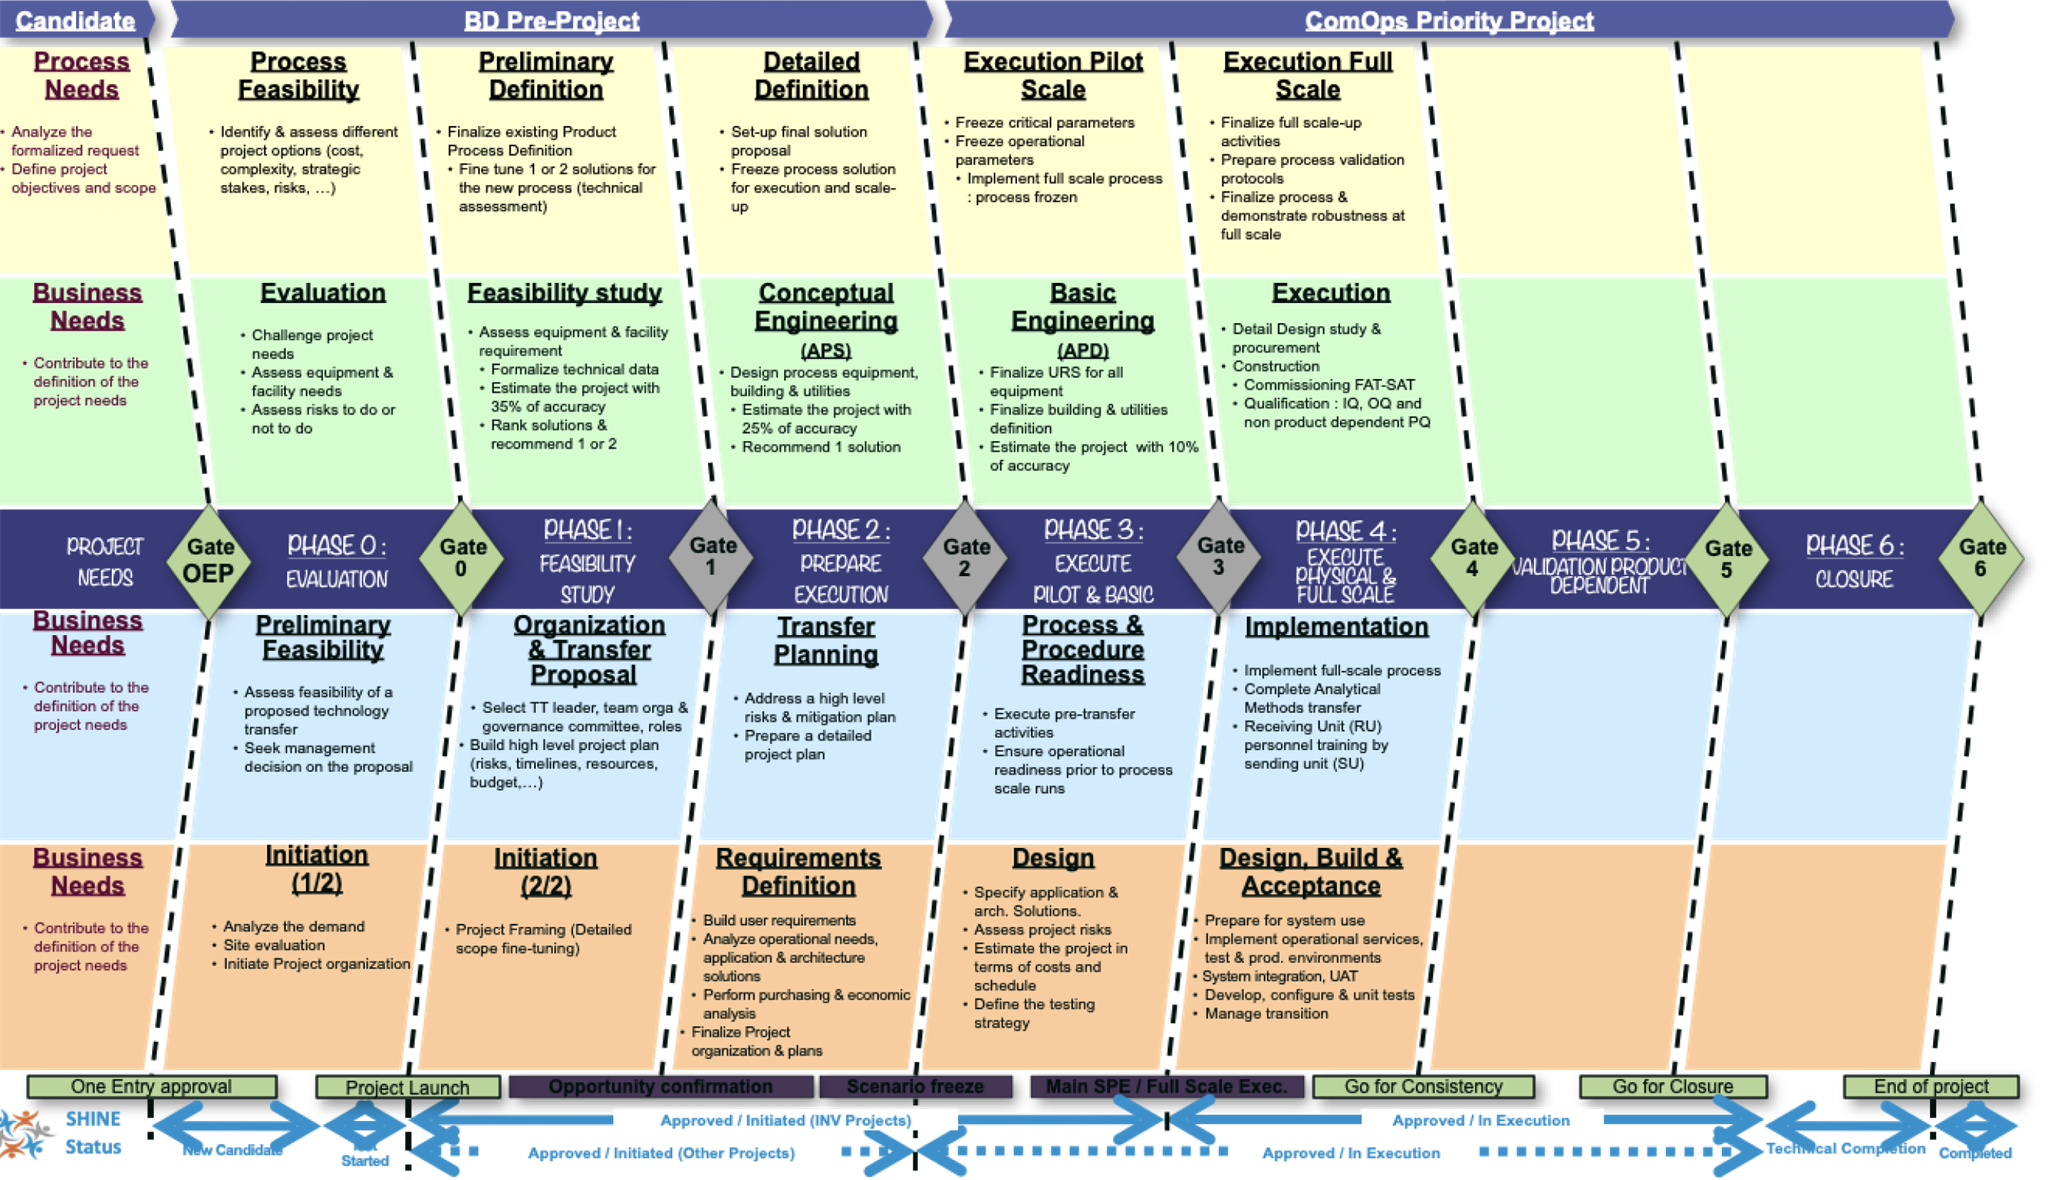 Candidate
BD Pre-Project
ComOps Priority Project
Process
Needs
• Analyze the
formalized request
• Define project
objectives and scope
Process
Feasibility
• Identify & assess different
project options (cost,
complexity, strategic
stakes, risks, …)
Preliminary
Definition
• Finalize existing Product
Process Definition
• Fine tune 1 or 2 solutions for
the new process (technical
assessment)
Detailed
Definition
• Set-up final solution
proposal
• Freeze process solution
for execution and scale-
up
Execution Pilot
Scale
• Freeze critical parameters
• Freeze operational
parameters
• Implement full scale process
: process frozen
Execution Full
Scale
• Finalize full scale-up
activities
• Prepare process validation
protocols
• Finalize process &
demonstrate robustness at
full scale
Business
Needs
• Contribute to the
definition of the
project needs
Evaluation
• Challenge project
needs
• Assess equipment &
facility needs
• Assess risks to do or
not to do
Feasibility study
• Assess equipment & facility
requirement
• Formalize technical data
• Estimate the project with
35% of accuracy
• Rank solutions &
recommend 1 or 2
Conceptual
Engineering
(APS)
• Design process equipment,
building & utilities
• Estimate the project with
25% of accuracy
• Recommend 1 solution
Basic
Engineering
(APD)
• Finalize URS for all
equipment
• Finalize building & utilities
definition
• Estimate the project with 10%
of accuracy
Execution
• Detail Design study &
procurement
• Construction
• Commissioning FAT-SAT
• Qualification : IQ, OQ and
non product dependent PQ
PROJECT
NEEDS
Gate
OEP
PHASE 0 :
EVALUATION
Gate
0
PHASE 1 :
FEASIBILITY
STUDY
Gate
1
PHASE 2 :
PREPARE
EXECUTION
Gate
2
PHASE 3 :
EXECUTE
PILOT & BASIC
Gate
3
PHASE 4 :
EXECUTE
PHYSICAL &
FULL SCALE
Gate
4
PHASE 5 :
VALIDATION PRODUCT
DEPENDENT
Gate
5
PHASE 6 :
CLOSURE
Gate
6
Business
Needs
• Contribute to the
definition of the
project needs
Preliminary
Feasibility
• Assess feasibility of a
proposed technology
transfer
• Seek management
decision on the proposal
Organization
& Transfer
Proposal
• Select TT leader, team orga &
governance committee, roles
• Build high level project plan
(risks, timelines, resources,
budget,…)
Transfer
Planning
• Address a high level
risks & mitigation plan
• Prepare a detailed
project plan
Process &
Procedure
Readiness
• Execute pre-transfer
activities
• Ensure operational
readiness prior to process
scale runs
Implementation
• Implement full-scale process
• Complete Analytical
Methods transfer
• Receiving Unit (RU)
personnel training by
sending unit (SU)
Business
Needs
• Contribute to the
definition of the
project needs
Initiation
(1/2)
• Analyze the demand
• Site evaluation
• Initiate Project organization
Initiation
(2/2)
• Project Framing (Detailed
scope fine-tuning)
Requirements
Definition
• Build user requirements
• Analyze operational needs,
application & architecture
solutions
• Perform purchasing & economic
analysis
• Finalize Project
organization & plans
Design
• Specify application &
arch. Solutions.
• Assess project risks
• Estimate the project in
terms of costs and
schedule
• Define the testing
strategy
Design, Build &
Acceptance
• Prepare for system use
• Implement operational services,
test & prod. environments
• System integration, UAT
• Develop, configure & unit tests
• Manage transition
One Entry approval
Project Launch
Opportunity confirmation
Scenario freeze
Main SPE / Full Scale Exec.
Go for Consistency
Go for Closure
End of project
SHINE
Status
New Candidate
Started
Approved / Initiated (INV Projects)
Approved / In Execution
Approved / Initiated (Other Projects)
Approved / In Execution
Technical Completion
Completed